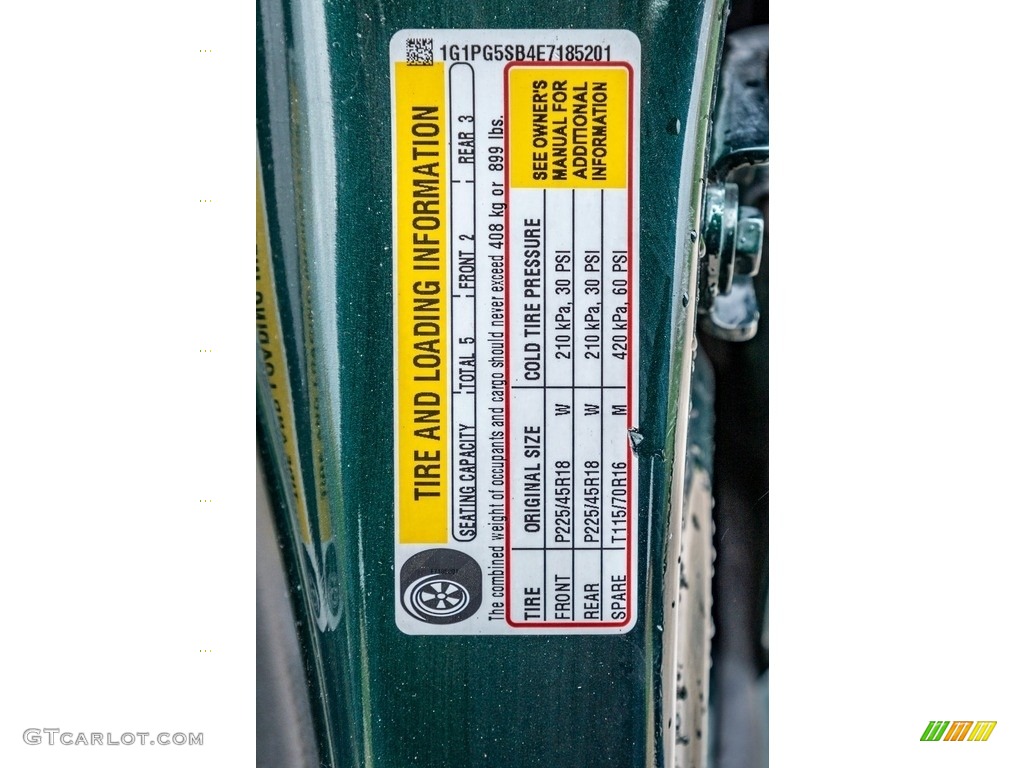 1G1PG5SB4E7185201
TIRE AND LOADING INFORMATION
SEATING CAPACITY TOTAL 5 FRONT 2 REAR 3
The combined weight of occupants and cargo should never exceed 408 kg or 899 lbs.
TIRE ORIGINAL SIZE COLD TIRE PRESSURE
FRONT P225/45R18 W 210 kPa, 30 PSI
REAR P225/45R18 W 210 kPa, 30 PSI
SPARE T115/70R16 M 420 kPa, 60 PSI
SEE OWNER'S
MANUAL FOR
ADDITIONAL
INFORMATION
GTCARLOT.COM